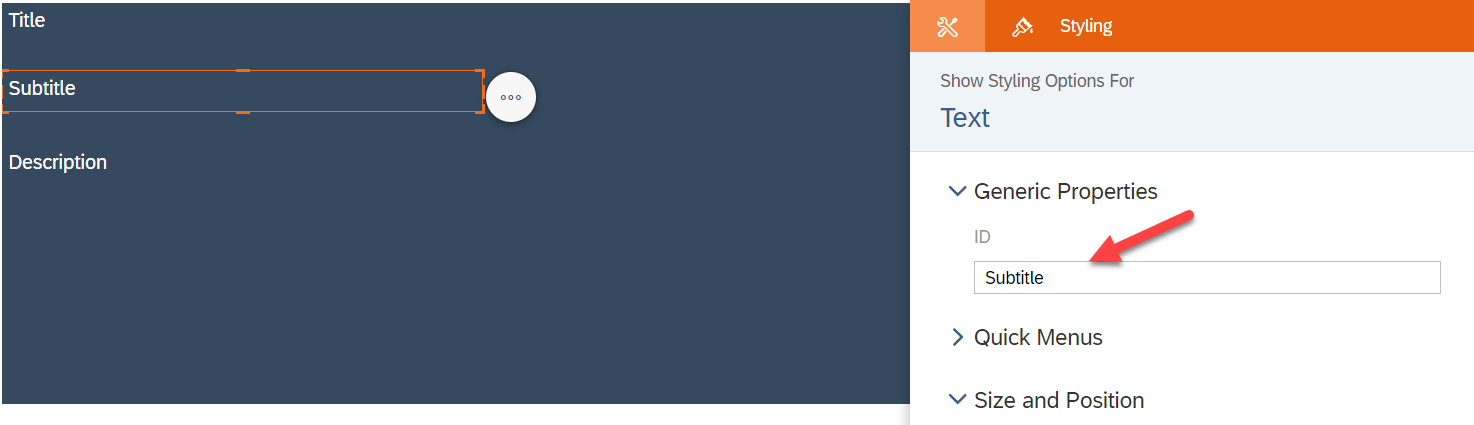 Title
Subtitle
Description
Styling
Show Styling Options For
Text
Generic Properties
ID
Subtitle
Quick Menus
Size and Position